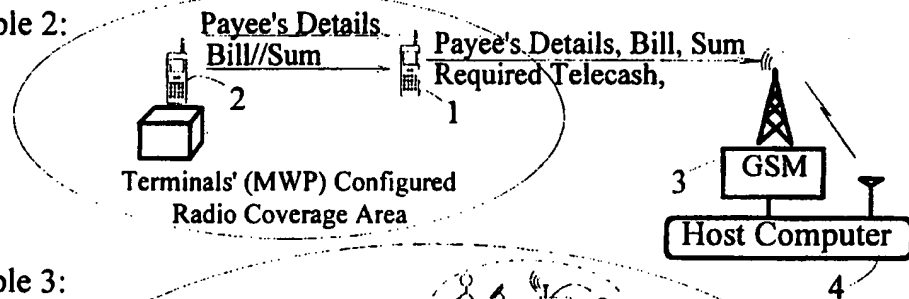 ple 2:
Payee's Details
Bill//Sum
Payee's Details, Bill, Sum
Required Telecash,
2
1
Terminals' (MWP) Configured
Radio Coverage Area
3
GSM
Host Computer
4
ple 3: